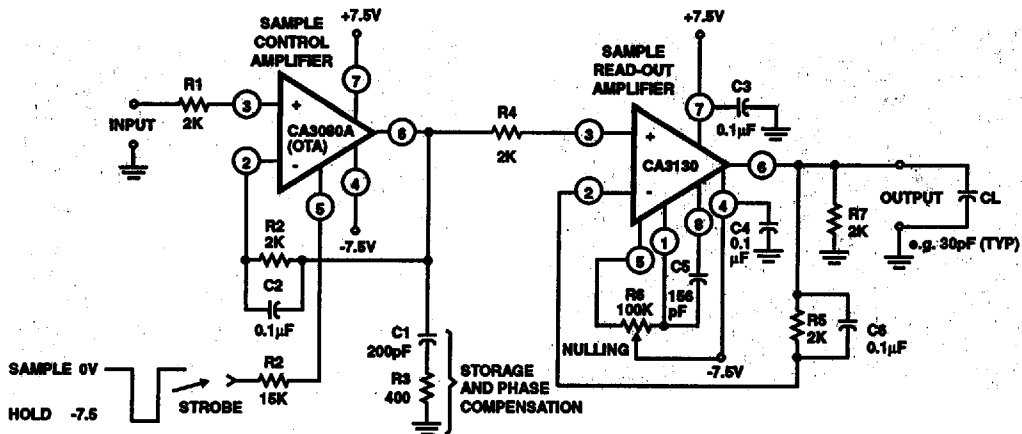 +7.5V
SAMPLE
CONTROL
AMPLIFIER
7
R1
2K
3
+
INPUT
CA3080A
(OTA)
6
2
-
4
5
-7.5V
R2
2K
C2
0.1µF
C1
200pF
R3
400
STORAGE
AND PHASE
COMPENSATION
SAMPLE 0V
HOLD -7.5
STROBE
R2
15K
R4
2K
+7.5V
SAMPLE
READ-OUT
AMPLIFIER
7
C3
0.1µF
3
+
CA3130
6
2
-
4
8
1
5
C4
0.1
µF
C5
156
pF
R6
100K
NULLING
-7.5V
R7
2K
OUTPUT
CL
e.g. 30pF (TYP)
R5
2K
C6
0.1µF